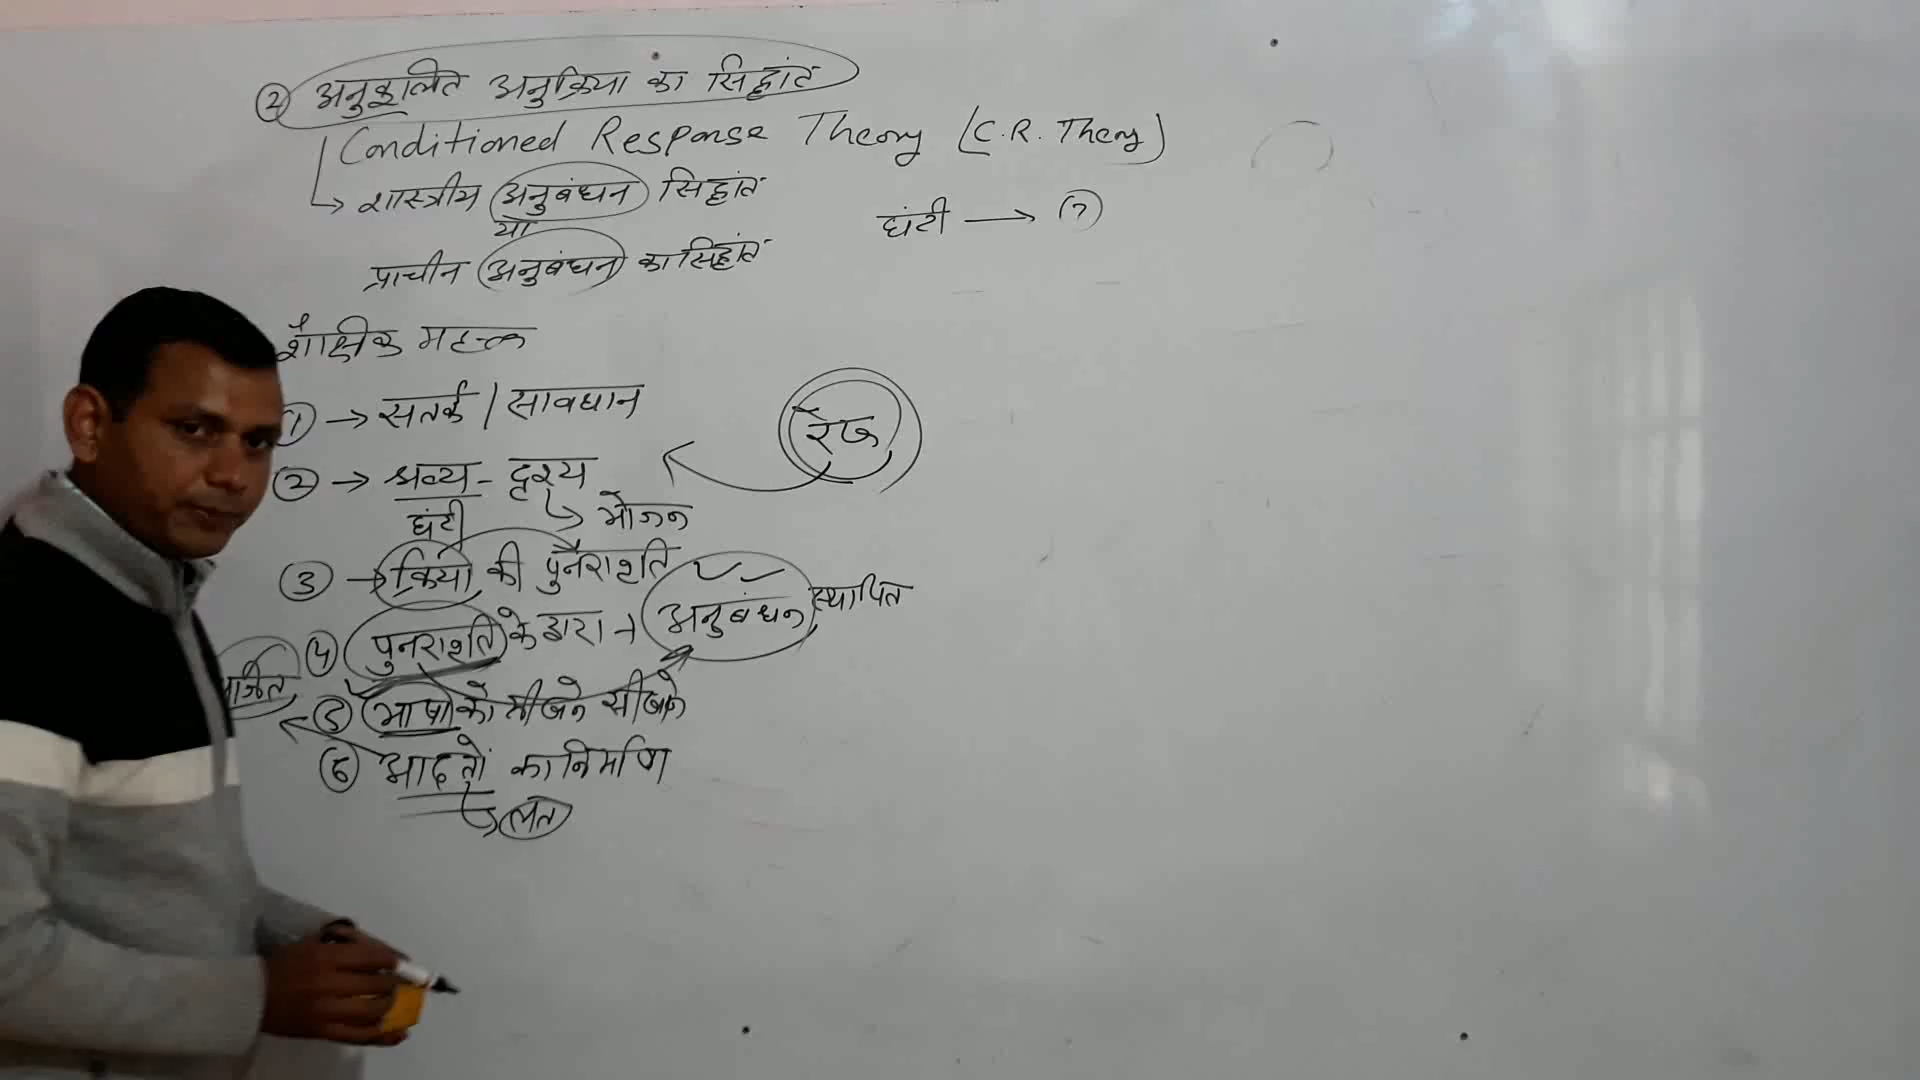 ② अनुकूलित अनुक्रिया का सिद्धांत
Conditioned Response Theory (C.R. Theory)
→ शास्त्रीय अनुबंधन सिद्धांत
या
प्राचीन अनुबंधन का सिद्धांत
घंटी → ?
शैक्षिक महत्व
① → सतर्क / सावधान
② → श्रव्य - दृश्य
घंटी → भोजन
③ → क्रिया की पुनरावृति
④ पुनरावृति के द्वारा → अनुबंधन स्थापित
⑤ भाषा को सीखने सीखने
⑥ आदतों का निर्माण
लत